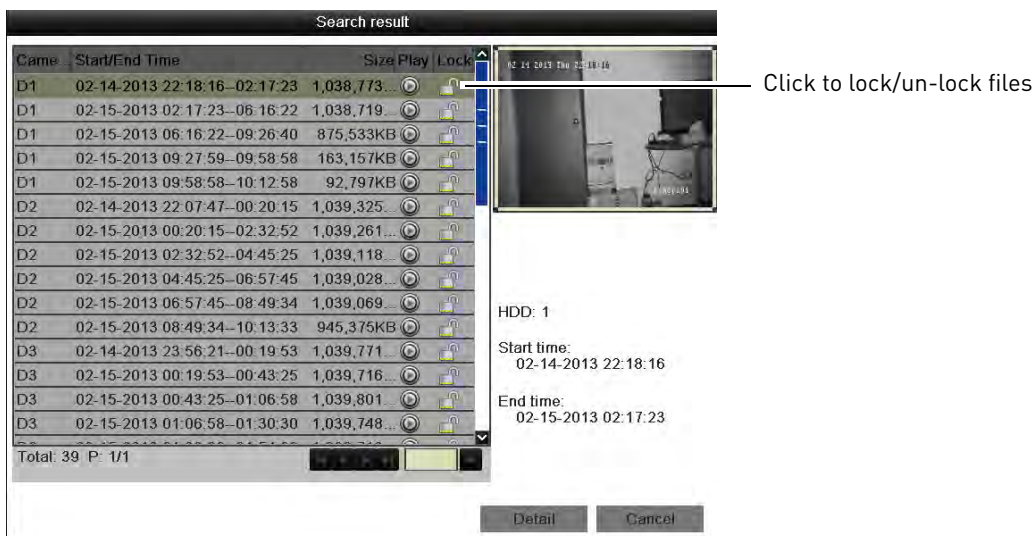 Search result
Came... Start/End Time Size Play Lock
D1 02-14-2013 22:18:16--02:17:23 1,038,773...
D1 02-15-2013 02:17:23--06:16:22 1,038,719...
D1 02-15-2013 06:16:22--09:26:40 875,533KB
D1 02-15-2013 09:27:59--09:58:58 163,157KB
D1 02-15-2013 09:58:58--10:12:58 92,797KB
D2 02-14-2013 22:07:47--00:20:15 1,039,325...
D2 02-15-2013 00:20:15--02:32:52 1,039,261...
D2 02-15-2013 02:32:52--04:45:25 1,039,118...
D2 02-15-2013 04:45:25--06:57:45 1,039,028...
D2 02-15-2013 06:57:45--08:49:34 1,039,069...
D2 02-15-2013 08:49:34--10:13:33 945,375KB
D3 02-14-2013 23:56:21--00:19:53 1,039,771...
D3 02-15-2013 00:19:53--00:43:25 1,039,716...
D3 02-15-2013 00:43:25--01:06:58 1,039,801...
D3 02-15-2013 01:06:58--01:30:30 1,039,748...
Total: 39 P: 1/1
02 14 2013 Thu 22:18:16
Click to lock/un-lock files
HDD: 1
Start time:
02-14-2013 22:18:16
End time:
02-15-2013 02:17:23
Detail Cancel